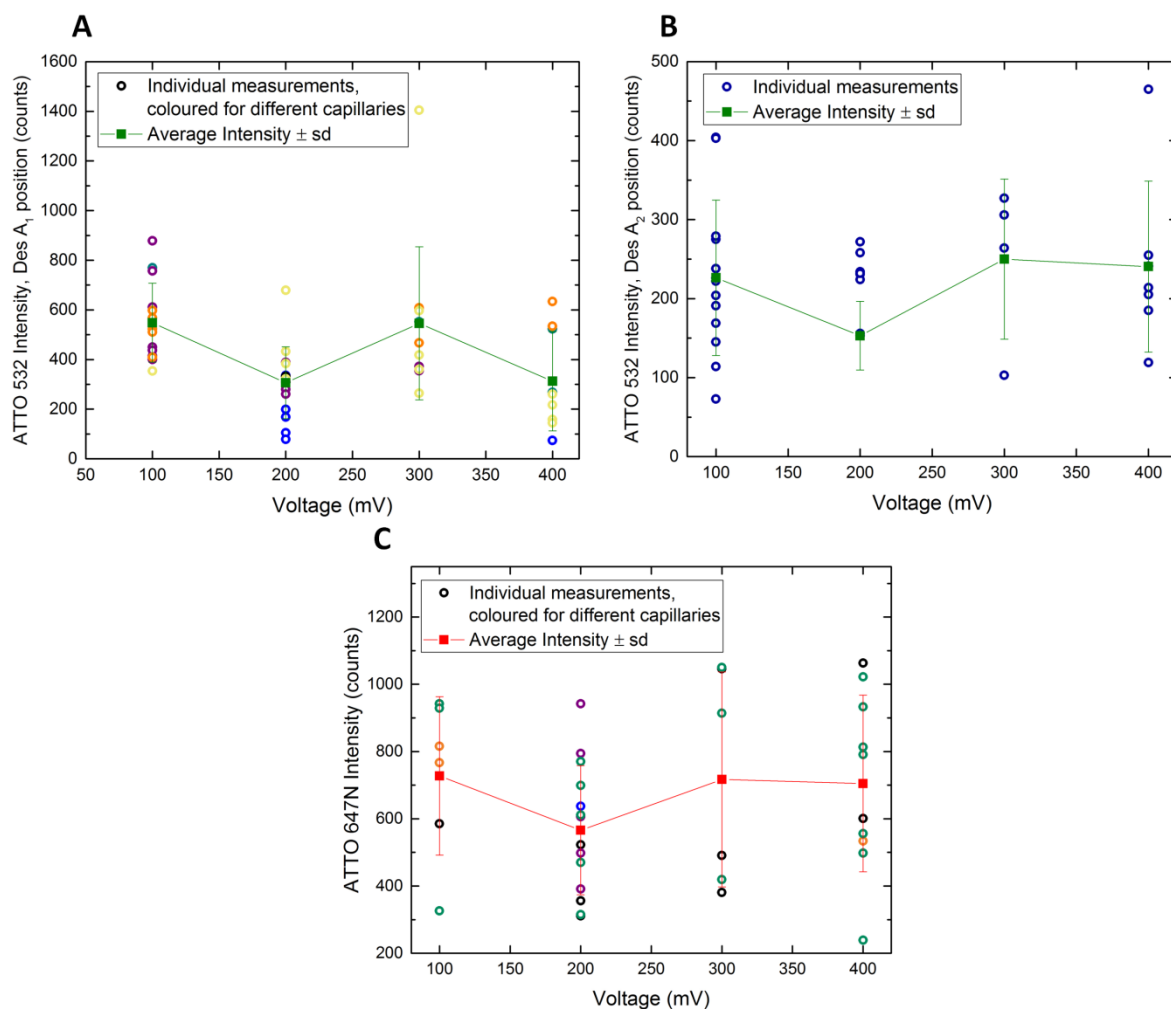 A
ATTO 532 Intensity, Des A₁ position (counts)
1600
1400
1200
1000
800
600
400
200
0
Individual measurements,
coloured for different capillaries
Average Intensity ± sd
50 100 150 200 250 300 350 400
Voltage (mV)
B
ATTO 532 Intensity, Des A₂ position (counts)
500
400
300
200
100
0
Individual measurements
Average Intensity ± sd
100 150 200 250 300 350 400
Voltage (mV)
C
ATTO 647N Intensity (counts)
1200
1000
800
600
400
200
Individual measurements,
coloured for different capillaries
Average Intensity ± sd
100 150 200 250 300 350 400
Voltage (mV)